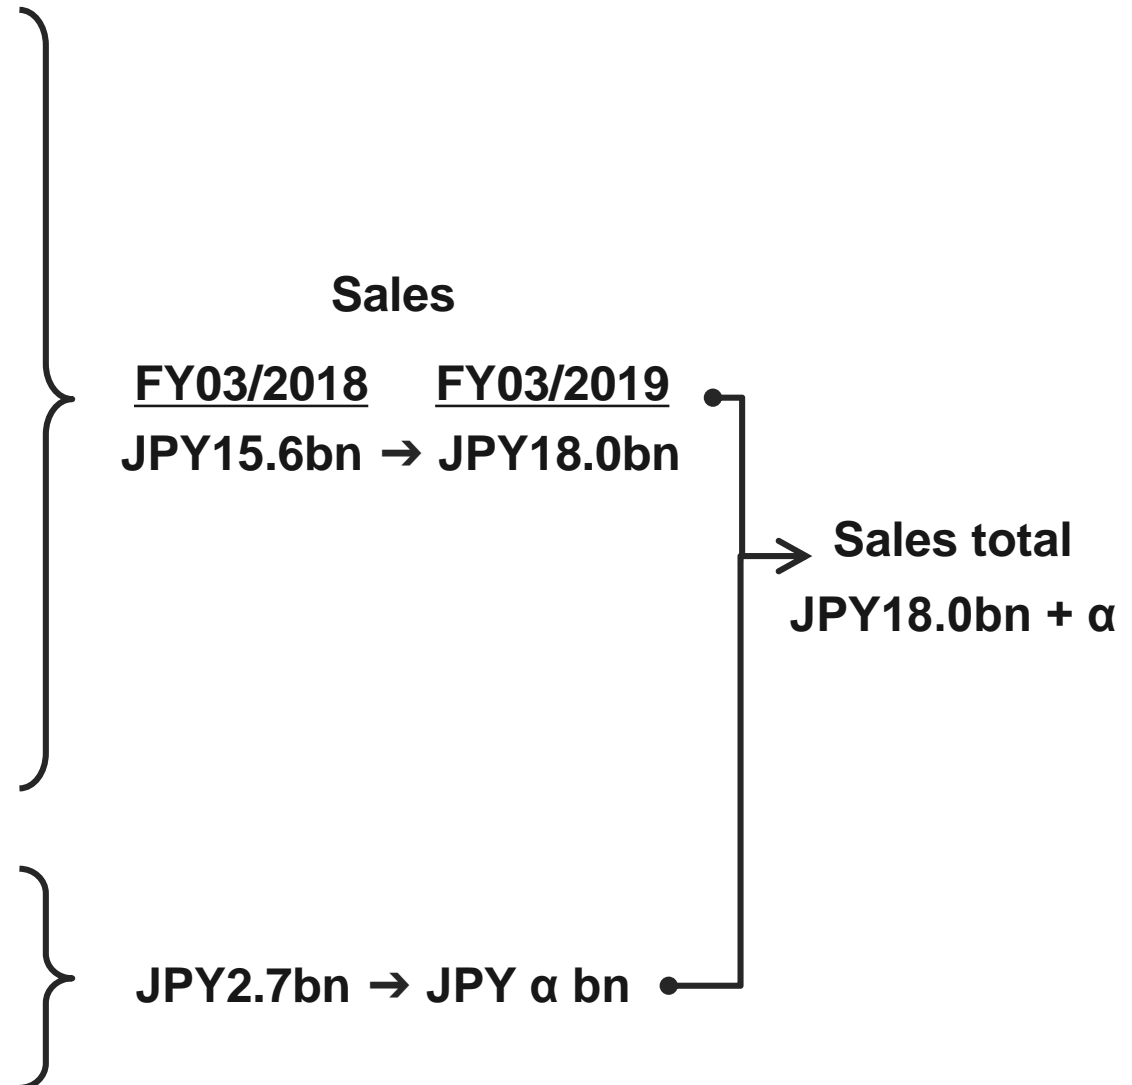 Sales
FY03/2018 FY03/2019
JPY15.6bn → JPY18.0bn
Sales total
JPY18.0bn + α
JPY2.7bn → JPY α bn